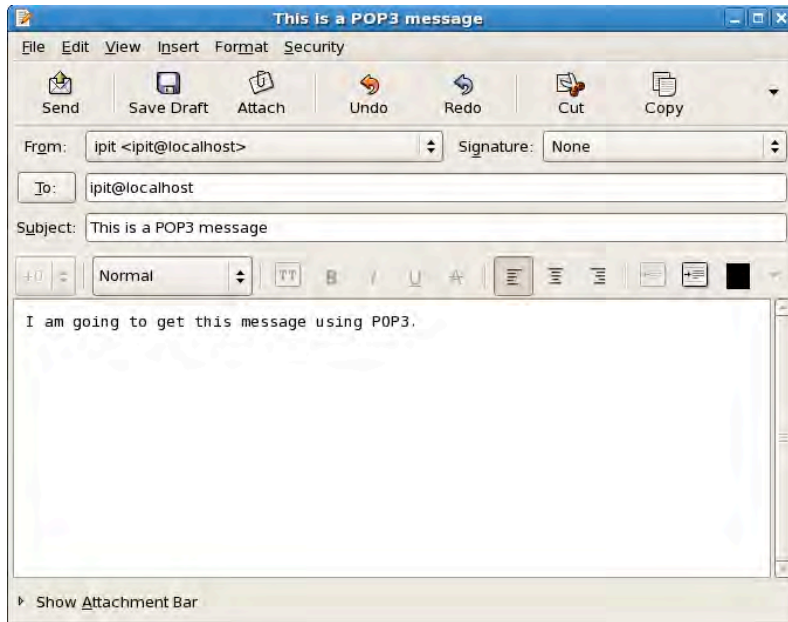 This is a POP3 message
File Edit View Insert Format Security
Send Save Draft Attach Undo Redo Cut Copy
From: ipit <ipit@localhost> Signature: None
To: ipit@localhost
Subject: This is a POP3 message
+0 Normal TT B I U A
I am going to get this message using POP3.
Show Attachment Bar